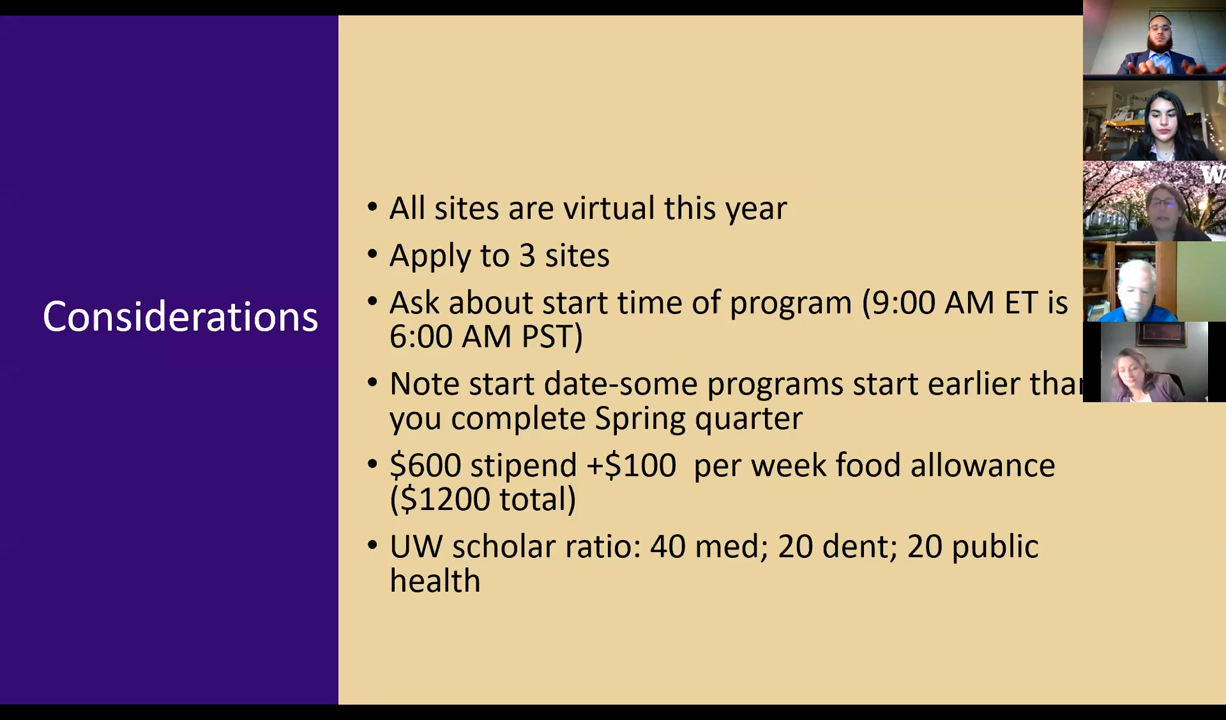 Considerations
• All sites are virtual this year
• Apply to 3 sites
• Ask about start time of program (9:00 AM ET is
6:00 AM PST)
• Note start date-some programs start earlier than
you complete Spring quarter
• $600 stipend +$100  per week food allowance
($1200 total)
• UW scholar ratio: 40 med; 20 dent; 20 public
health
W